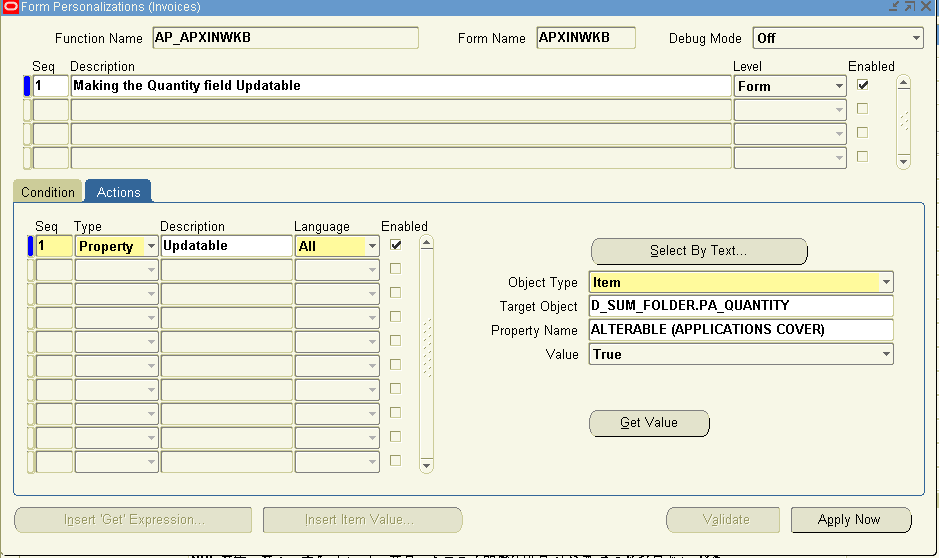 Form Personalizations (Invoices)
Function Name AP_APXINWKB Form Name APXINWKB Debug Mode Off
Seq Description Level Enabled
1 Making the Quantity field Updatable Form
Condition Actions
Seq Type Description Language Enabled
1 Property Updatable All
Select By Text...
Object Type Item
Target Object D_SUM_FOLDER.PA_QUANTITY
Property Name ALTERABLE (APPLICATIONS COVER)
Value True
Get Value
Insert 'Get' Expression... Insert Item Value... Validate Apply Now